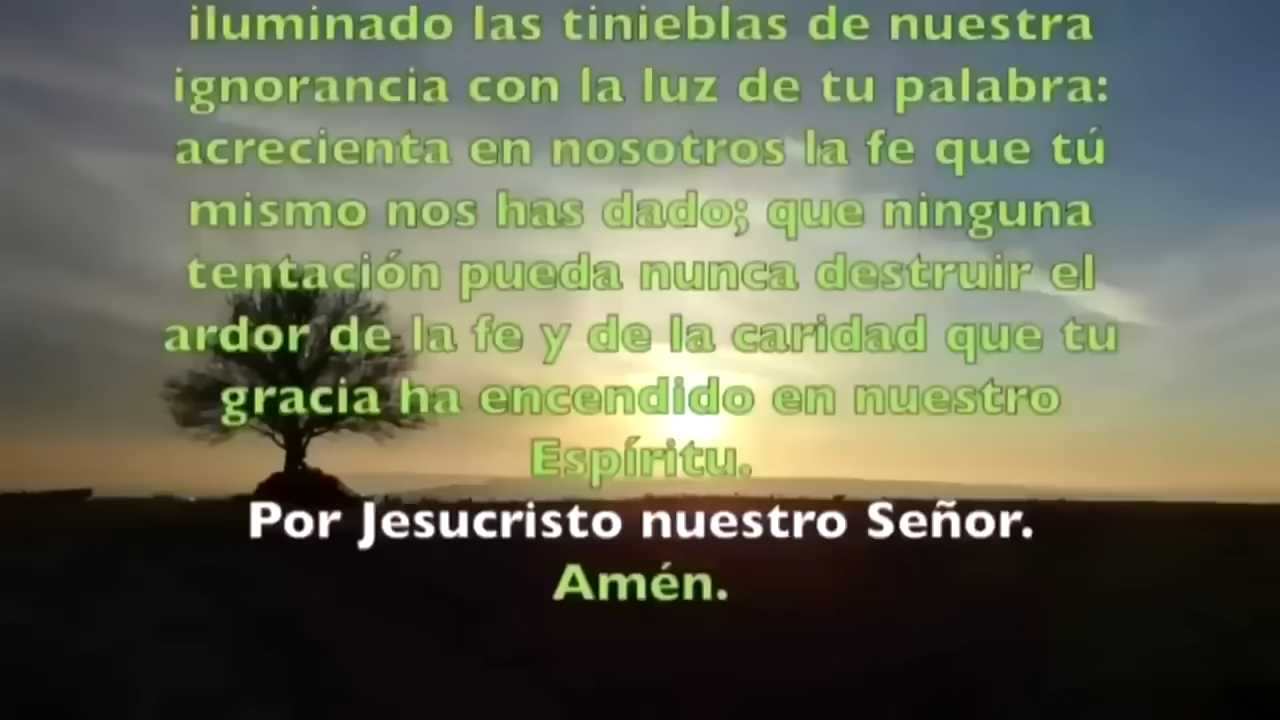 iluminado las tinieblas de nuestra
ignorancia con la luz de tu palabra:
acrecienta en nosotros la fe que tú
mismo nos has dado; que ninguna
tentación pueda nunca destruir el
ardor de la fe y de la caridad que tu
gracia ha encendido en nuestro
Espíritu.
Por Jesucristo nuestro Señor.
Amén.